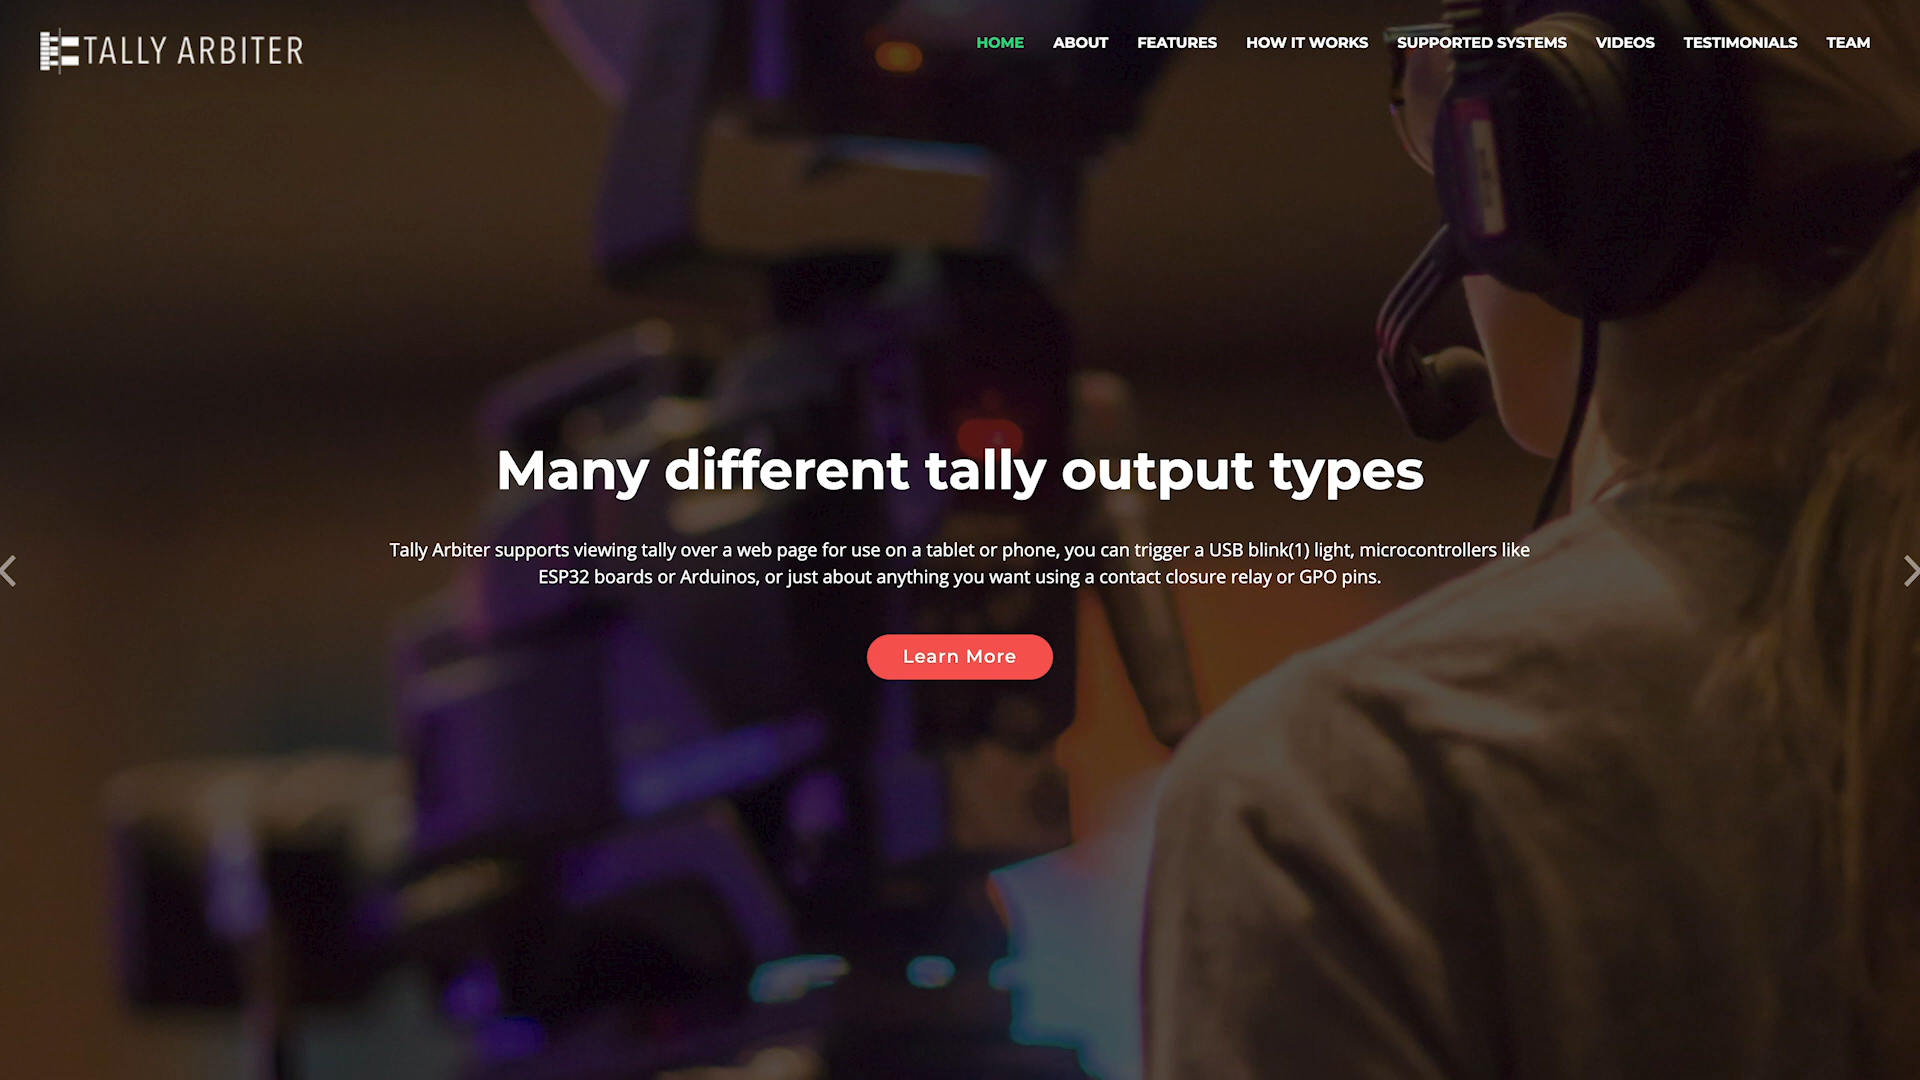 TALLY ARBITER
HOME ABOUT FEATURES HOW IT WORKS SUPPORTED SYSTEMS VIDEOS TESTIMONIALS TEAM
Many different tally output types
Tally Arbiter supports viewing tally over a web page for use on a tablet or phone, you can trigger a USB blink(1) light, microcontrollers like
ESP32 boards or Arduinos, or just about anything you want using a contact closure relay or GPO pins.
Learn More